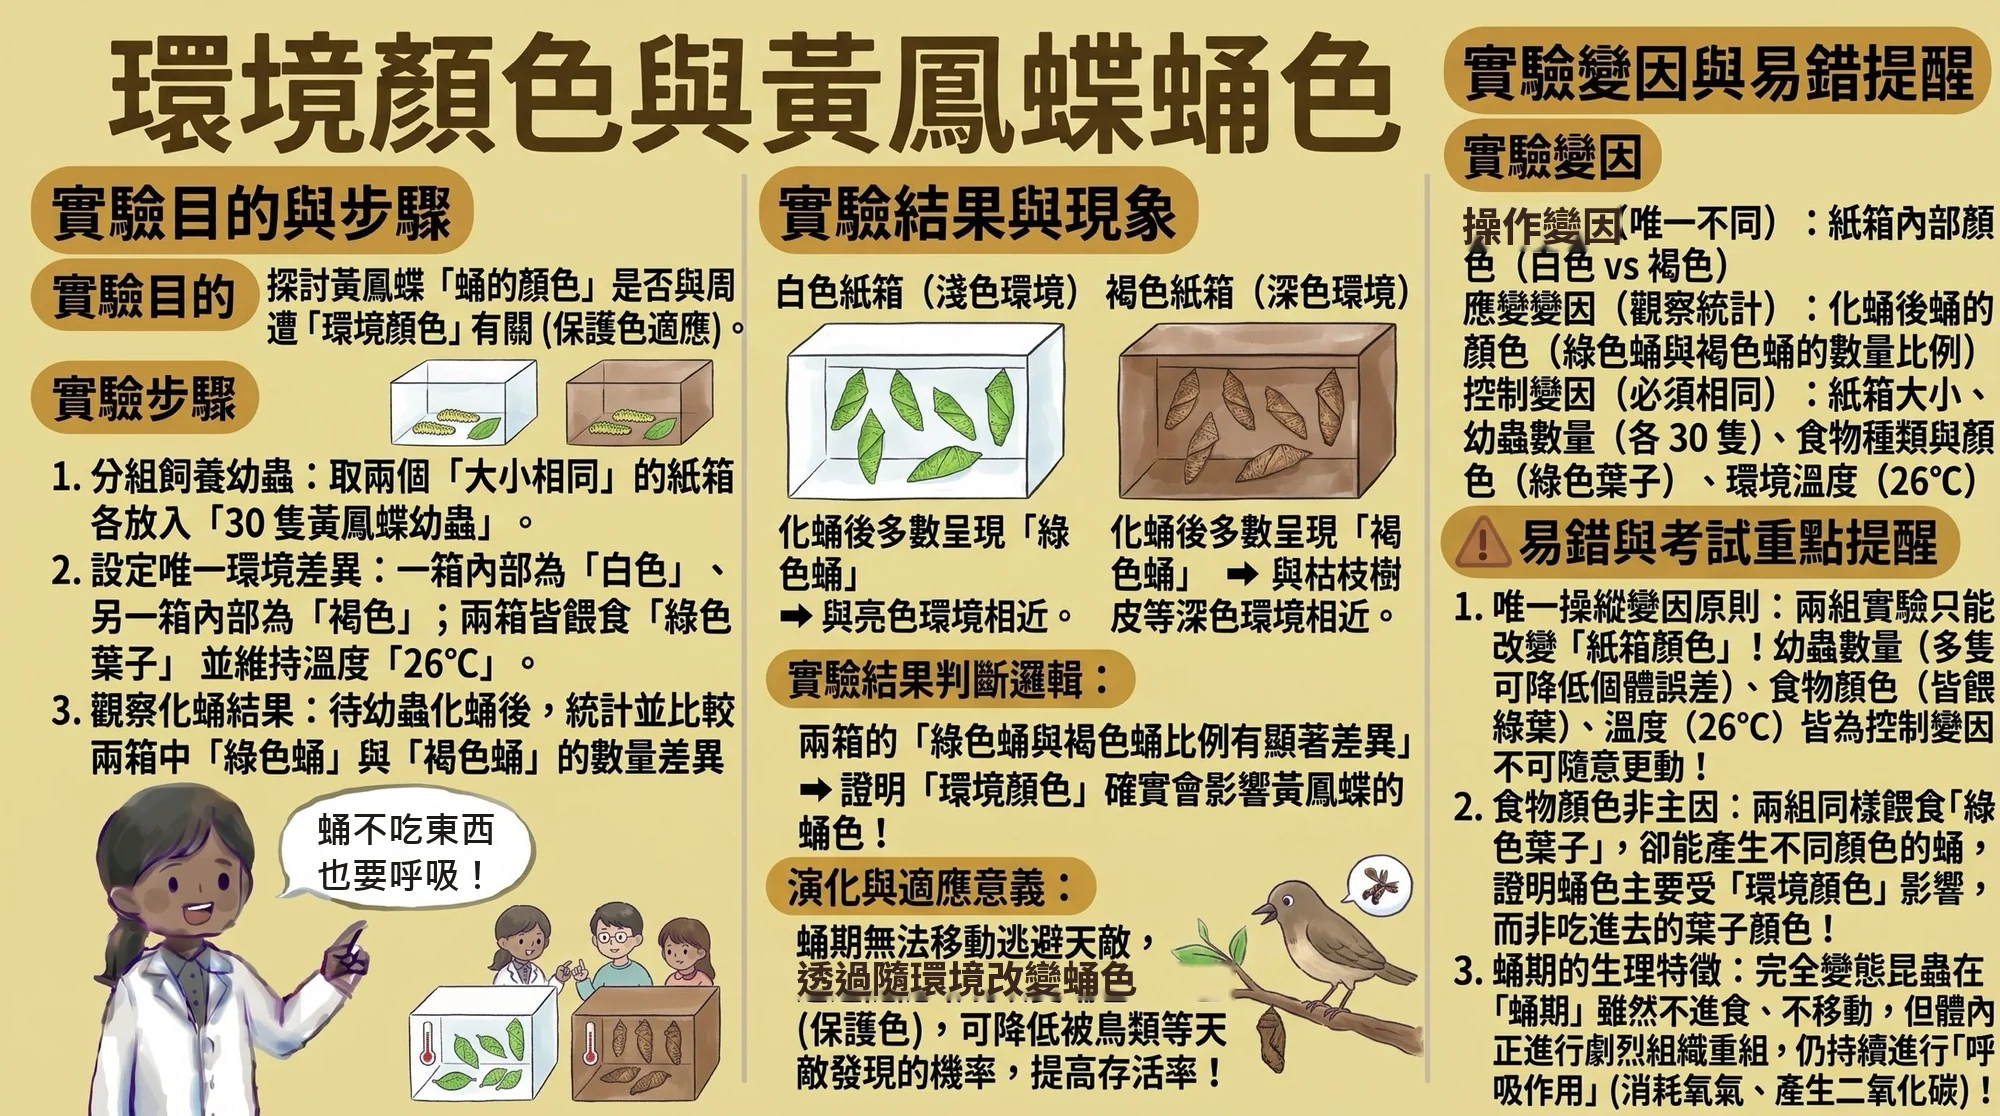 環境顏色與黃鳳蝶蛹色
實驗目的與步驟
實驗目的
探討黃鳳蝶「蛹的顏色」是否與周
遭「環境顏色」有關 (保護色適應)。
實驗步驟
1. 分組飼養幼蟲：取兩個「大小相同」的紙箱
各放入「30 隻黃鳳蝶幼蟲」。
2. 設定唯一環境差異：一箱內部為「白色」、
另一箱內部為「褐色」；兩箱皆餵食「綠色
葉子」 並維持溫度「26℃」。
3. 觀察化蛹結果：待幼蟲化蛹後，統計並比較
兩箱中「綠色蛹」與「褐色蛹」的數量差異
蛹不吃東西
也要呼吸！
實驗結果與現象
白色紙箱（淺色環境）
化蛹後多數呈現「綠
色蛹」
➡ 與亮色環境相近。
褐色紙箱（深色環境）
化蛹後多數呈現「褐
色蛹」 ➡ 與枯枝樹
皮等深色環境相近。
實驗結果判斷邏輯：
兩箱的「綠色蛹與褐色蛹比例有顯著差異」
➡ 證明「環境顏色」確實會影響黃鳳蝶的
蛹色！
演化與適應意義：
蛹期無法移動逃避天敵，
透過隨環境改變蛹色
(保護色)，可降低被鳥類等天
敵發現的機率，提高存活率！
實驗變因與易錯提醒
實驗變因
操作變因（唯一不同）：紙箱內部顏
色（白色 vs 褐色）
應變變因（觀察統計）：化蛹後蛹的
顏色（綠色蛹與褐色蛹的數量比例）
控制變因（必須相同）：紙箱大小、
幼蟲數量（各 30 隻）、食物種類與顏
色（綠色葉子）、環境溫度（26℃）
易錯與考試重點提醒
1. 唯一操縱變因原則：兩組實驗只能
改變「紙箱顏色」！幼蟲數量（多隻
可降低個體誤差）、食物顏色（皆餵
綠葉）、溫度（26℃）皆為控制變因
不可隨意更動！
2. 食物顏色非主因：兩組同樣餵食「綠
色葉子」，卻能產生不同顏色的蛹，
證明蛹色主要受「環境顏色」影響，
而非吃進去的葉子顏色！
3. 蛹期的生理特徵：完全變態昆蟲在
「蛹期」雖然不進食、不移動，但體內
正進行劇烈組織重組，仍持續進行「呼
吸作用」(消耗氧氣、產生二氧化碳)！